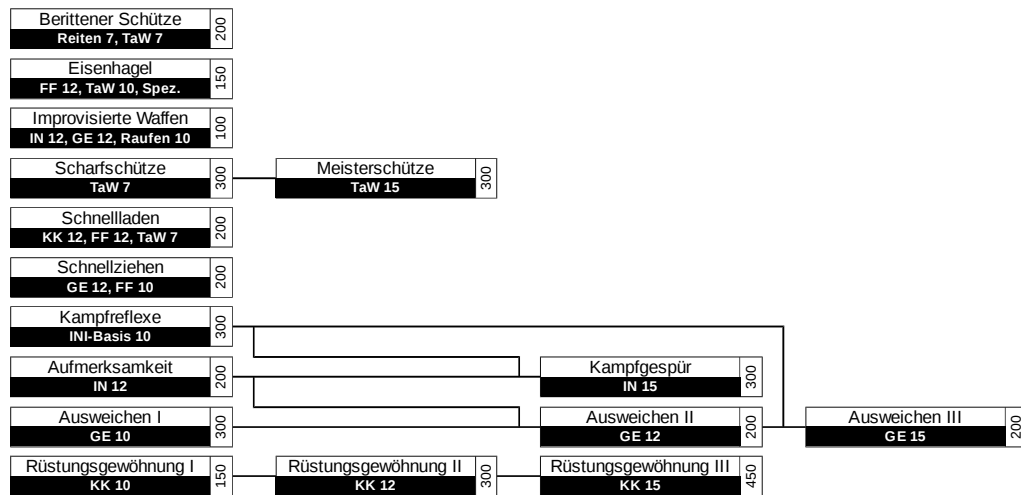 Berittener Schütze
Reiten 7, TaW 7
200
Eisenhagel
FF 12, TaW 10, Spez.
150
Improvisierte Waffen
IN 12, GE 12, Raufen 10
100
Scharfschütze
TaW 7
300
Meisterschütze
TaW 15
300
Schnellladen
KK 12, FF 12, TaW 7
200
Schnellziehen
GE 12, FF 10
200
Kampfreflexe
INI-Basis 10
300
Aufmerksamkeit
IN 12
200
Kampfgespür
IN 15
300
Ausweichen I
GE 10
300
Ausweichen II
GE 12
200
Ausweichen III
GE 15
200
Rüstungsgewöhnung I
KK 10
150
Rüstungsgewöhnung II
KK 12
300
Rüstungsgewöhnung III
KK 15
450